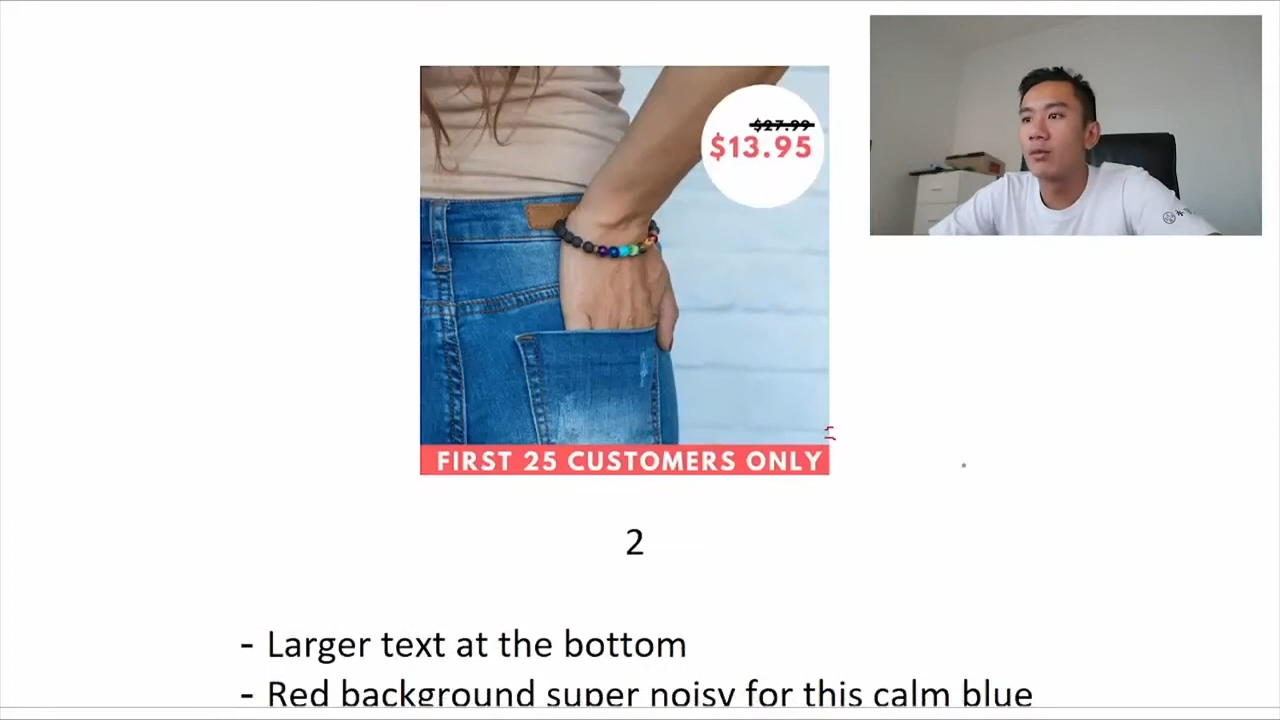 $27.99
$13.95
FIRST 25 CUSTOMERS ONLY
2
- Larger text at the bottom
- Red background super noisy for this calm blue